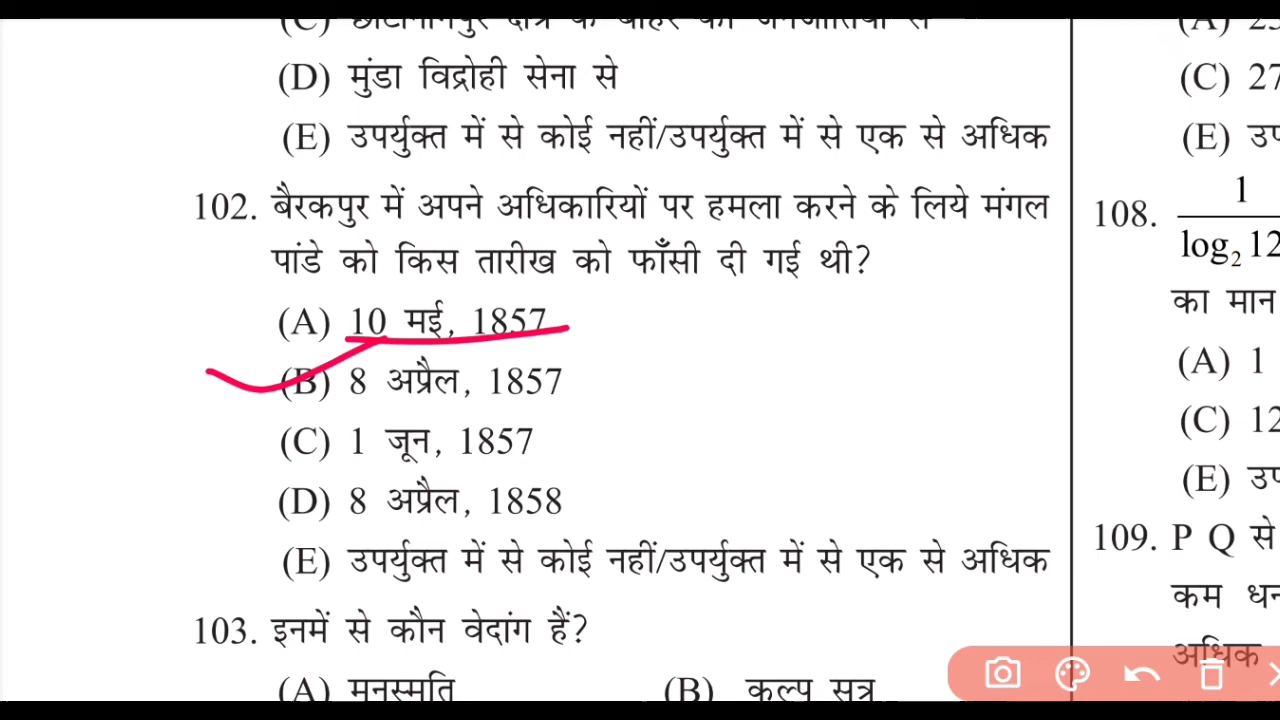 (D) मुंडा विद्रोही सेना से
(E) उपर्युक्त में से कोई नहीं/उपर्युक्त में से एक से अधिक
102. बैरकपुर में अपने अधिकारियों पर हमला करने के लिये मंगल
पांडे को किस तारीख को फाँसी दी गई थी?
(A) 10 मई, 1857
(B) 8 अप्रैल, 1857
(C) 1 जून, 1857
(D) 8 अप्रैल, 1858
(E) उपर्युक्त में से कोई नहीं/उपर्युक्त में से एक से अधिक
103. इनमें से कौन वेदांग हैं?
(A) मनुस्मृति (B) कल्प सूत्र
(A)
(C) 27
(E)
108. 1
log₂ 12
का मान
(A) 1
(C) 12
(E)
109. P Q से
कम
अधिक